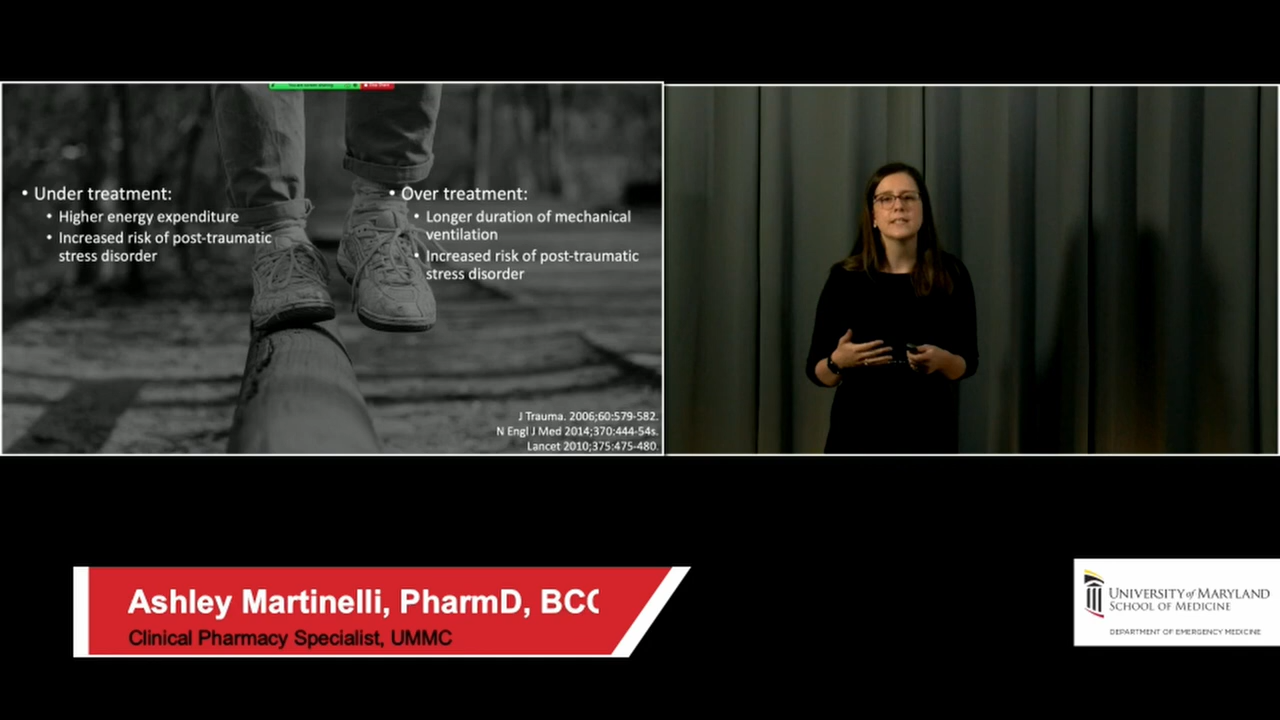 • Under treatment:
• Higher energy expenditure
• Increased risk of post-traumatic
stress disorder
• Over treatment:
• Longer duration of mechanical
ventilation
• Increased risk of post-traumatic
stress disorder
J Trauma. 2006;60:579-582.
N Engl J Med 2014;370:444-54s.
Lancet 2010;375:475-480.
Ashley Martinelli, PharmD, BCC
Clinical Pharmacy Specialist, UMMC
UNIVERSITY of MARYLAND
SCHOOL OF MEDICINE
DEPARTMENT OF EMERGENCY MEDICINE